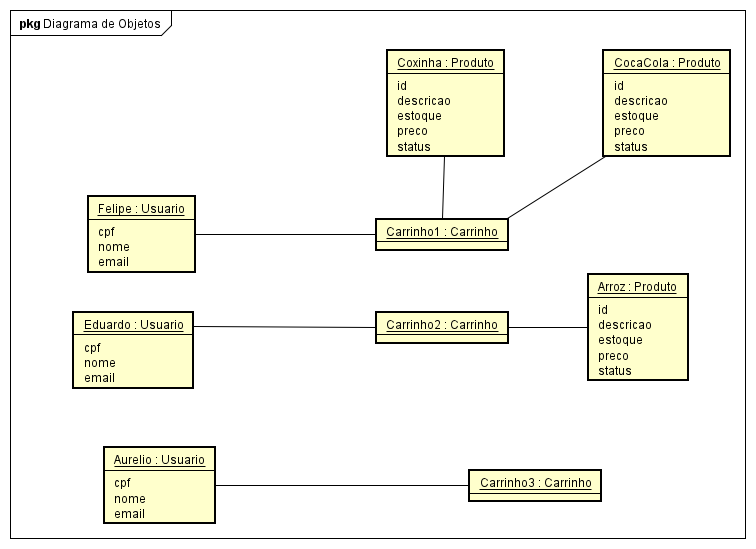 pkg Diagrama de Objetos
Coxinha : Produto
id
descricao
estoque
preco
status
CocaCola : Produto
id
descricao
estoque
preco
status
Felipe : Usuario
cpf
nome
email
Carrinho1 : Carrinho
Eduardo : Usuario
cpf
nome
email
Carrinho2 : Carrinho
Arroz : Produto
id
descricao
estoque
preco
status
Aurelio : Usuario
cpf
nome
email
Carrinho3 : Carrinho